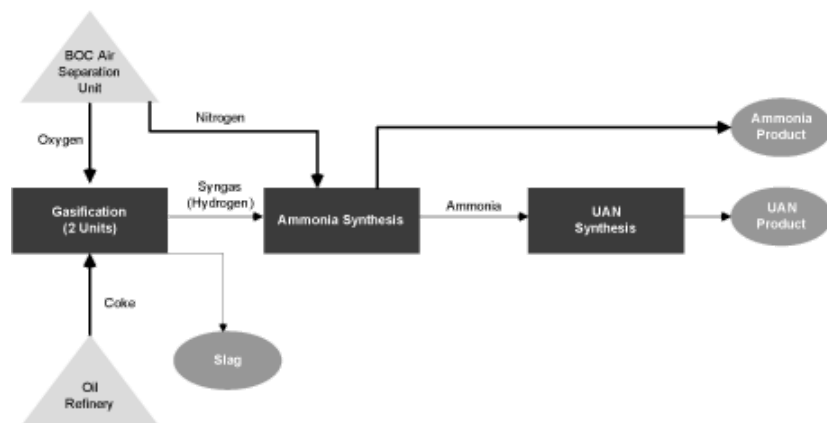 BOC Air
Separation
Unit
Oxygen
Nitrogen
Ammonia
Product
Gasification
(2 Units)
Syngas
(Hydrogen)
Ammonia Synthesis
Ammonia
UAN
Synthesis
UAN
Product
Coke
Slag
Oil
Refinery